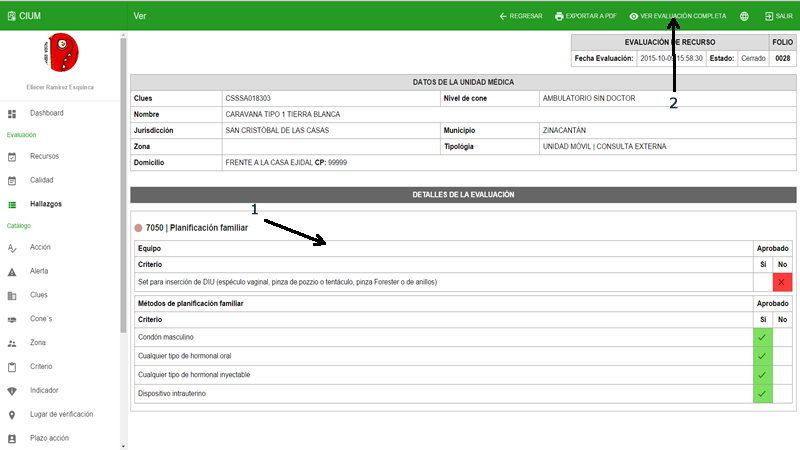 CIUM
Ver
REGRESAR
EXPORTAR A PDF
VER EVALUACIÓN COMPLETA
SALIR
Eliecer Ramírez Esquinca
Dashboard
Evaluación
Recursos
Calidad
Hallazgos
Catálogo
Acción
Alerta
Clues
Cone´s
Zona
Criterio
Indicador
Lugar de verificación
Plazo acción
EVALUACIÓN DE RECURSO FOLIO
Fecha Evaluación: 2015-10-09 15:58:30 Estado: Cerrado 0028
2
DATOS DE LA UNIDAD MÉDICA
Clues CSSSA018303 Nivel de cone AMBULATORIO SIN DOCTOR
Nombre CARAVANA TIPO 1 TIERRA BLANCA
Jurisdicción SAN CRISTÓBAL DE LAS CASAS Municipio ZINACANTÁN
Zona Tipológia UNIDAD MÓVIL | CONSULTA EXTERNA
Domicilio FRENTE A LA CASA EJIDAL CP: 99999
DETALLES DE LA EVALUACIÓN
1
7050 | Planificación familiar
Equipo Aprobado
Criterio Si No
Set para inserción de DIU (espéculo vaginal, pinza de pozzio o tentáculo, pinza Forester o de anillos)
Métodos de planificación familiar Aprobado
Criterio Si No
Condón masculino
Cualquier tipo de hormonal oral
Cualquier tipo de hormonal inyectable
Dispositivo intrauterino